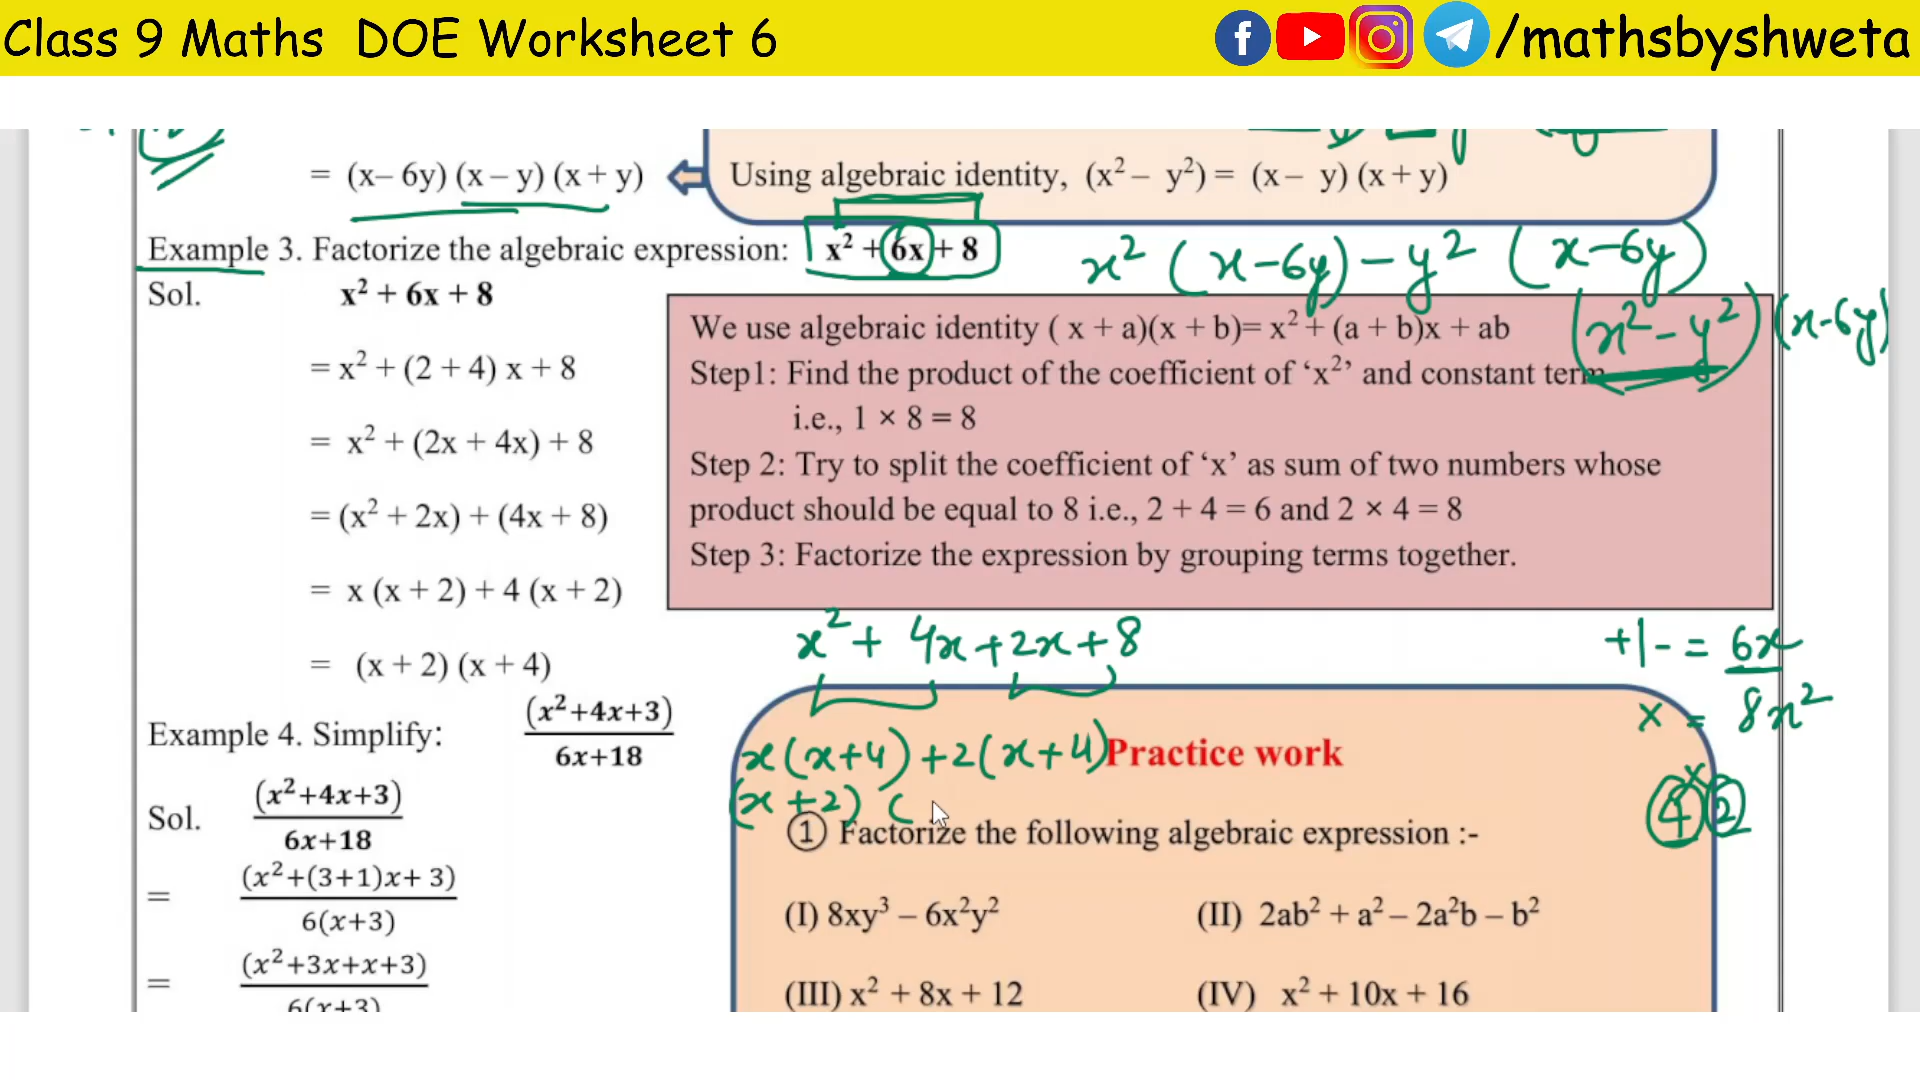 Class 9 Maths DOE Worksheet 6
/mathsbyshweta
= (x– 6y) (x – y) (x + y)
Using algebraic identity, (x² – y²) = (x – y) (x + y)
Example 3. Factorize the algebraic expression: x² + 6x + 8
x² (x-6y) - y² (x-6y)
Sol. x² + 6x + 8
(x² - y²) (x-6y)
= x² + (2 + 4) x + 8
= x² + (2x + 4x) + 8
= (x² + 2x) + (4x + 8)
= x (x + 2) + 4 (x + 2)
= (x + 2) (x + 4)
We use algebraic identity ( x + a)(x + b)= x² + (a + b)x + ab
Step1: Find the product of the coefficient of ‘x²’ and constant term
i.e., 1 × 8 = 8
Step 2: Try to split the coefficient of ‘x’ as sum of two numbers whose
product should be equal to 8 i.e., 2 + 4 = 6 and 2 × 4 = 8
Step 3: Factorize the expression by grouping terms together.
x² + 4x + 2x + 8
x(x+4) + 2(x+4)
(x+2) (
+/- = 6x
x = 8x²
4 x 2
Example 4. Simplify: (x²+4x+3)
6x+18
Sol. (x²+4x+3)
6x+18
= (x²+(3+1)x+ 3)
6(x+3)
= (x²+3x+x+3)
6(x+3)
Practice work
① Factorize the following algebraic expression :-
(I) 8xy³ – 6x²y² (II) 2ab² + a² – 2a²b – b²
(III) x² + 8x + 12 (IV) x² + 10x + 16